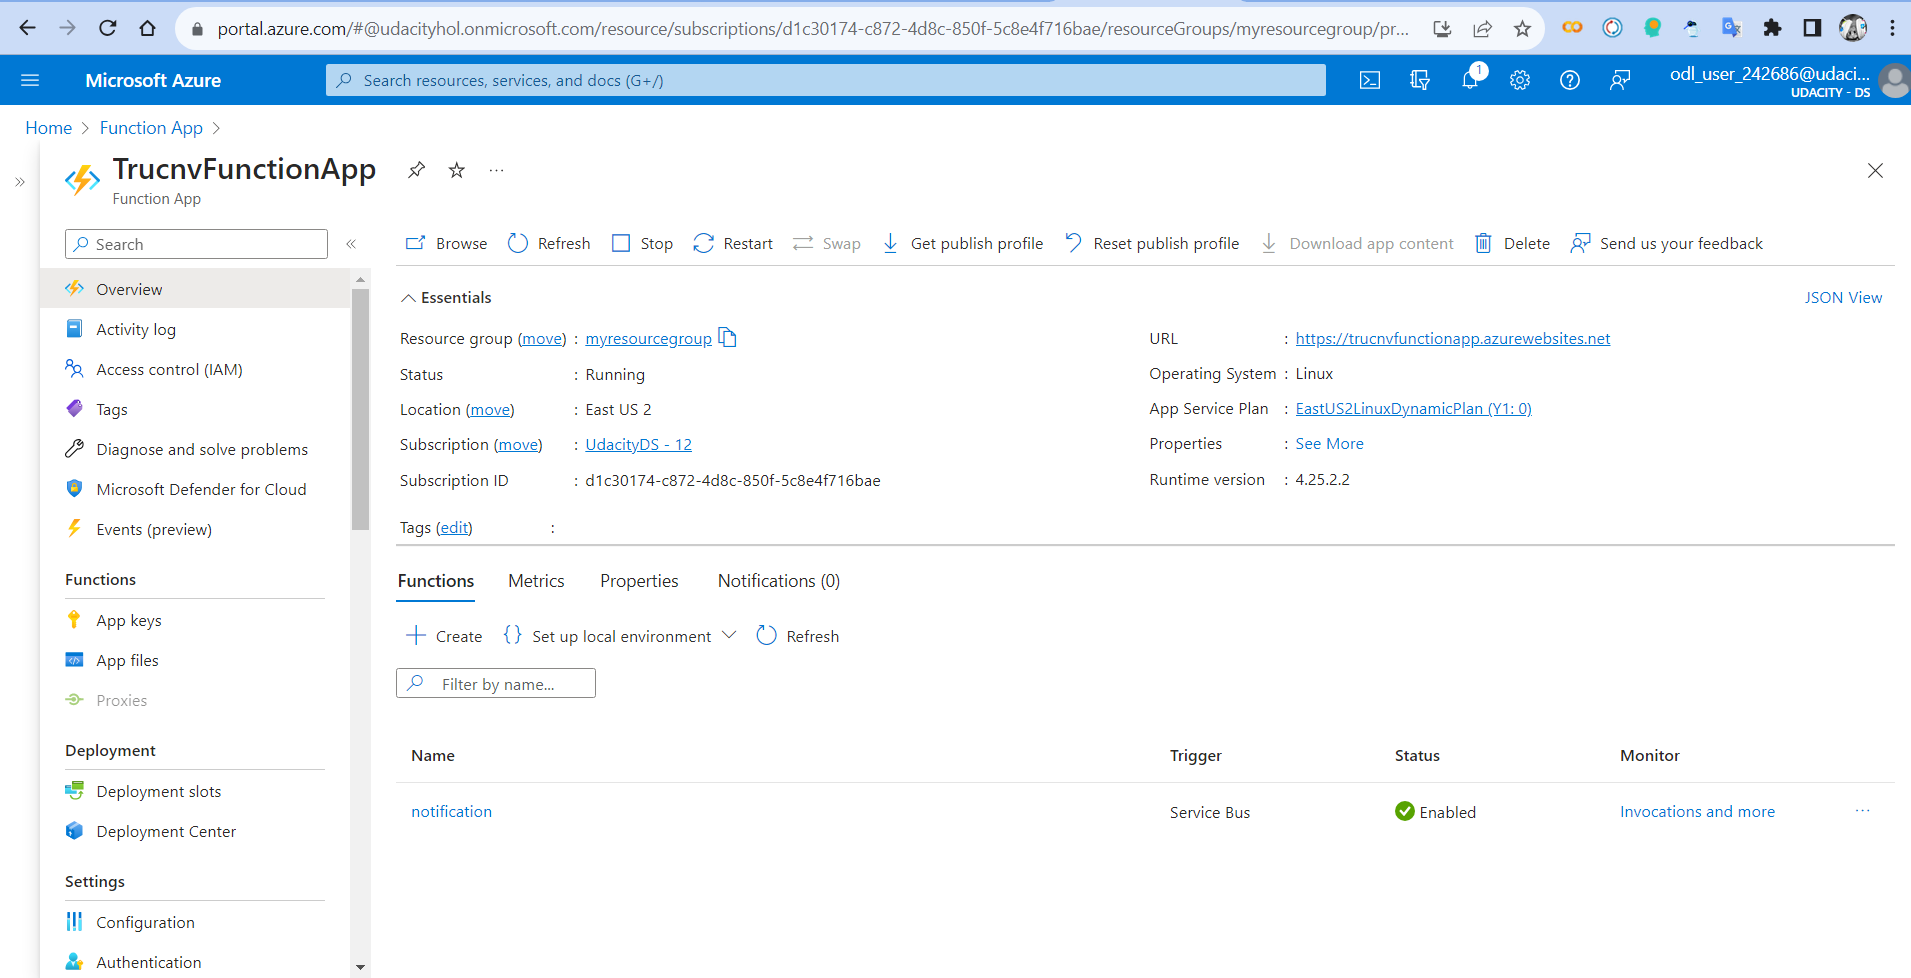 portal.azure.com/#@udacityhol.onmicrosoft.com/resource/subscriptions/d1c30174-c872-4d8c-850f-5c8e4f716bae/resourceGroups/myresourcegroup/pr...
Microsoft Azure
Search resources, services, and docs (G+/)
1
odl_user_242686@udaci...
UDACITY - DS
Home > Function App >
TrucnvFunctionApp
...
Function App
Search
Browse
Refresh
Stop
Restart
Swap
Get publish profile
Reset publish profile
Download app content
Delete
Send us your feedback
Overview
Activity log
Access control (IAM)
Tags
Diagnose and solve problems
Microsoft Defender for Cloud
Events (preview)
Functions
App keys
App files
Proxies
Deployment
Deployment slots
Deployment Center
Settings
Configuration
Authentication
Essentials
JSON View
Resource group (move) : myresourcegroup
Status : Running
Location (move) : East US 2
Subscription (move) : UdacityDS - 12
Subscription ID : d1c30174-c872-4d8c-850f-5c8e4f716bae
Tags (edit) :
URL : https://trucnvfunctionapp.azurewebsites.net
Operating System : Linux
App Service Plan : EastUS2LinuxDynamicPlan (Y1: 0)
Properties : See More
Runtime version : 4.25.2.2
Functions Metrics Properties Notifications (0)
Create
{} Set up local environment
Refresh
Filter by name...
Name Trigger Status Monitor
notification Service Bus Enabled Invocations and more ...